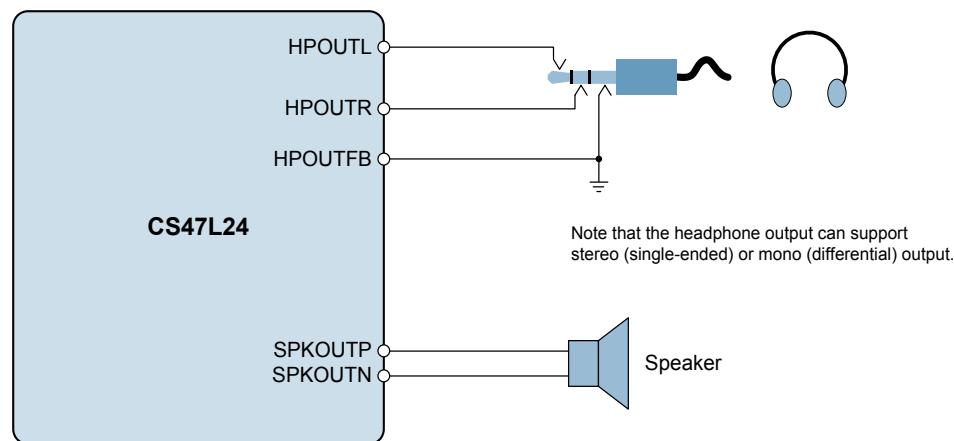 HPOUTL
HPOUTR
HPOUTFB
CS47L24
Note that the headphone output can support
stereo (single-ended) or mono (differential) output.
SPKOUTP
SPKOUTN
Speaker